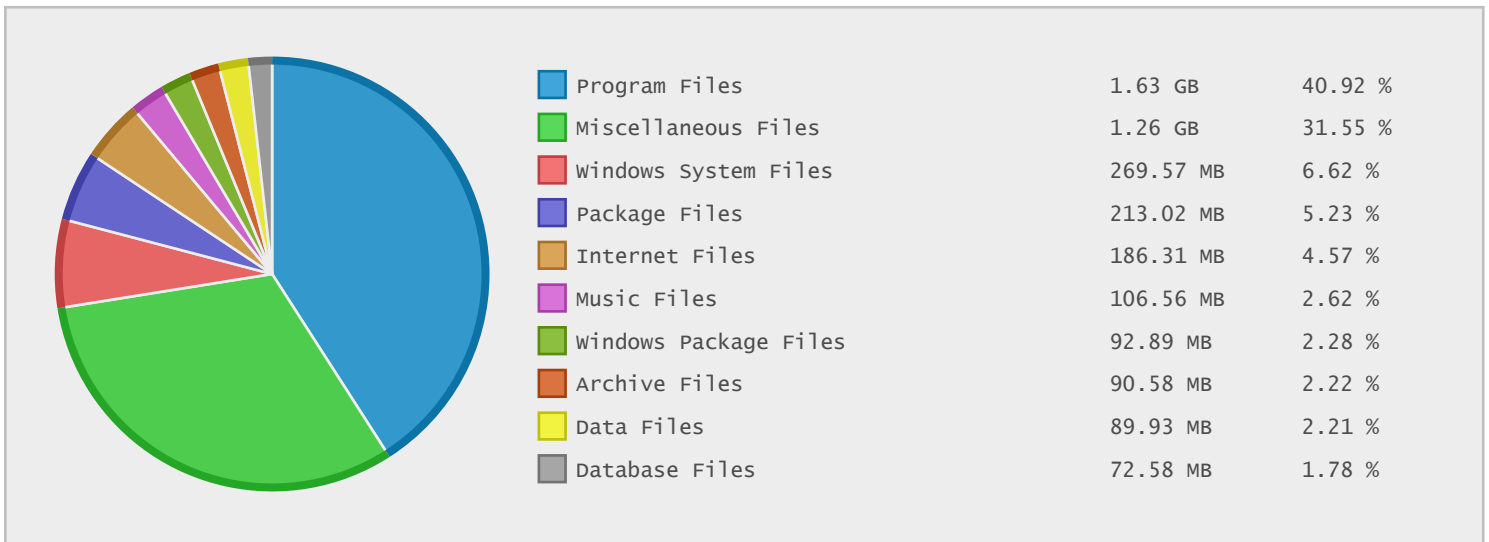 Program Files 1.63 GB 40.92 %
Miscellaneous Files 1.26 GB 31.55 %
Windows System Files 269.57 MB 6.62 %
Package Files 213.02 MB 5.23 %
Internet Files 186.31 MB 4.57 %
Music Files 106.56 MB 2.62 %
Windows Package Files 92.89 MB 2.28 %
Archive Files 90.58 MB 2.22 %
Data Files 89.93 MB 2.21 %
Database Files 72.58 MB 1.78 %